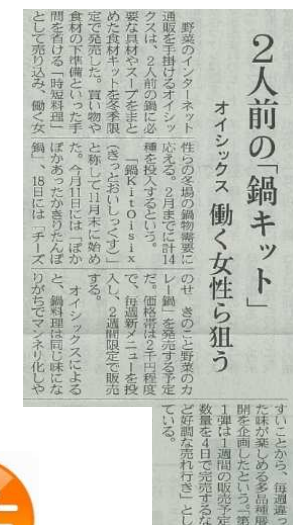 2人前の「鍋キット」
オイシックス 働く女性ら狙う
野菜のインターネット
通販を手掛けるオイシッ
クスは、2人前の鍋に必
要な具材やスープをまと
めた食材キットを冬季限
定で発売した。買い物や
食材の下準備といった手
間を省ける「時短料理」
として売り込み、働く女
性らの冬場の鍋物需要に
応える。2月までに計14
種を投入するという。
「鍋KitOisix
(きっとおいしっくす)」
と称して11月末に始め
た。今月11日には「ぽか
ぽかあったかきりたんぽ
鍋」、18日には「チーズ
のせ きのこと野菜のカ
レー鍋」を発売する予定
だ。価格帯は2千円程度
で、毎週新メニューを投
入し、2週間限定で販売
する。
オイシックスによる
と、鍋料理は同じ味にな
りがちでマンネリ化しや
すいことから、毎週違っ
た味が楽しめる多品種展
開を企画したという。「第
1弾は1週間の販売予定
数量を4日で完売するな
ど好調な売れ行き」とし
ている。